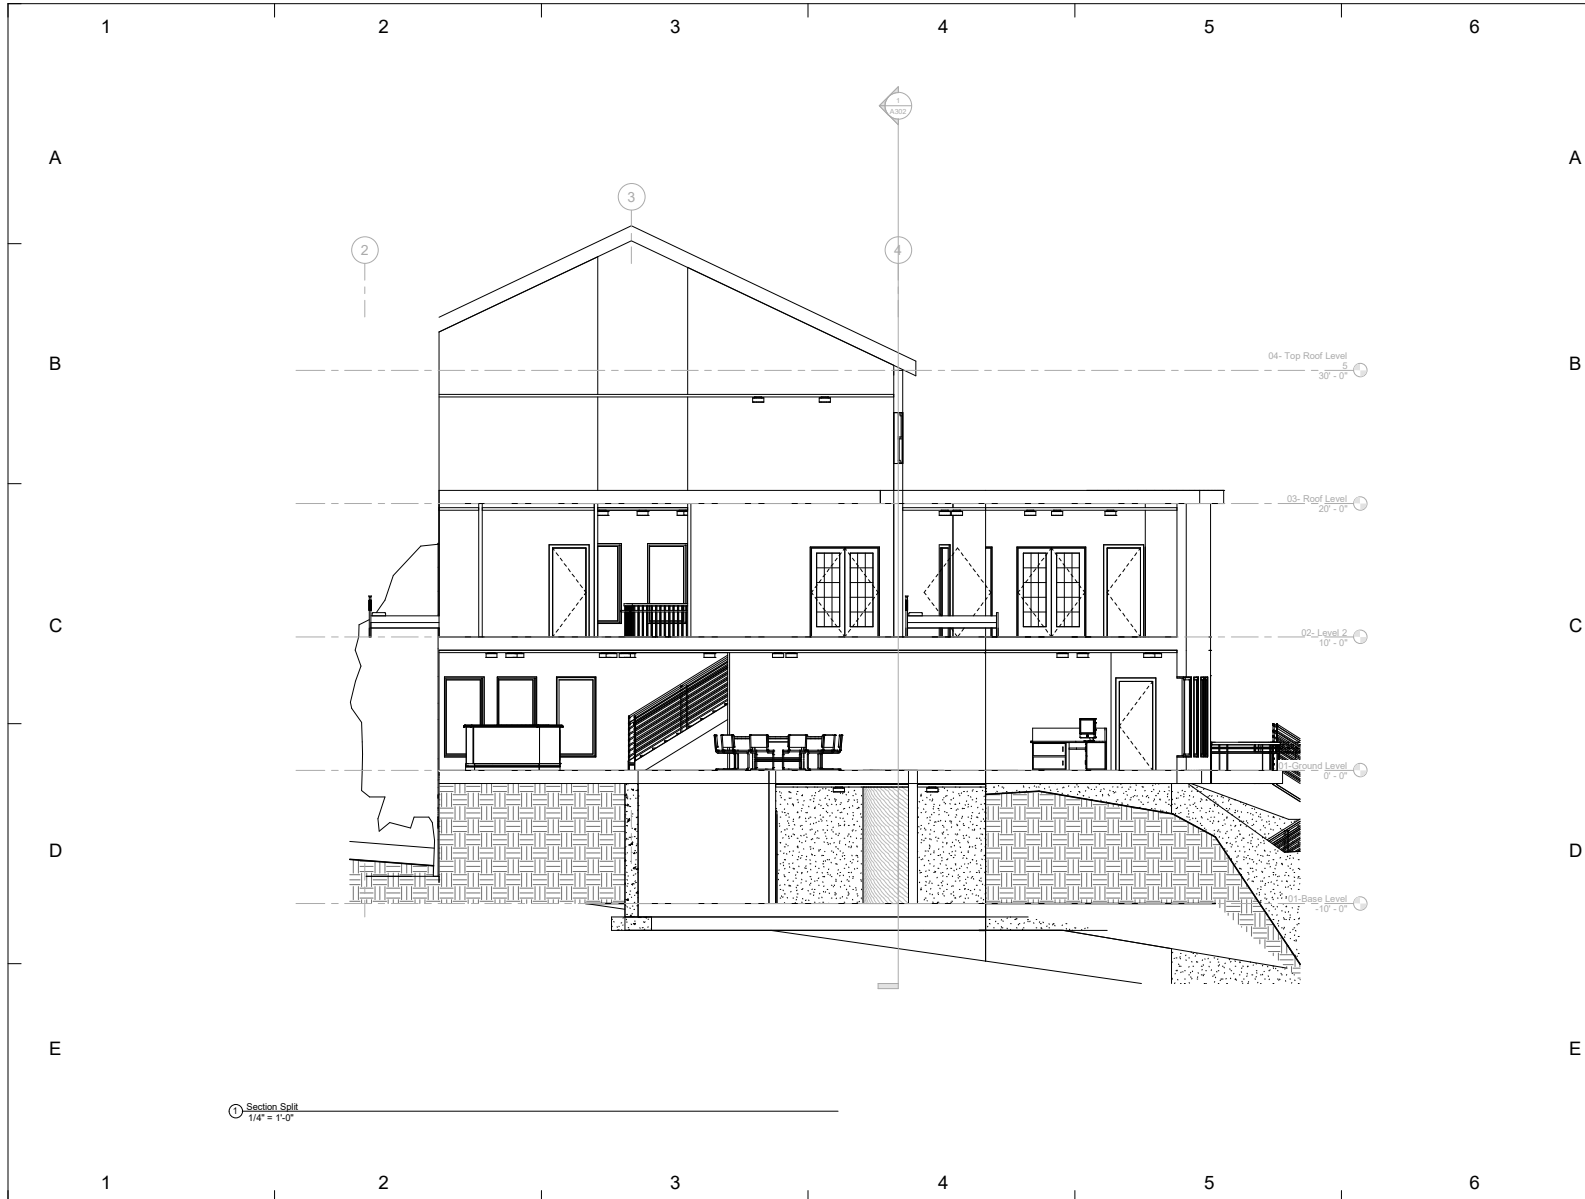 1 2 3 4 5 6
A A
1
A302
3
2 4
B B
04- Top Roof Level
5
30' - 0"
03- Roof Level
20' - 0"
C C
02- Level 2
10' - 0"
01-Ground Level
0' - 0"
D D
01-Base Level
-10' - 0"
E E
1 Section Split
1/4" = 1'-0"
1 2 3 4 5 6